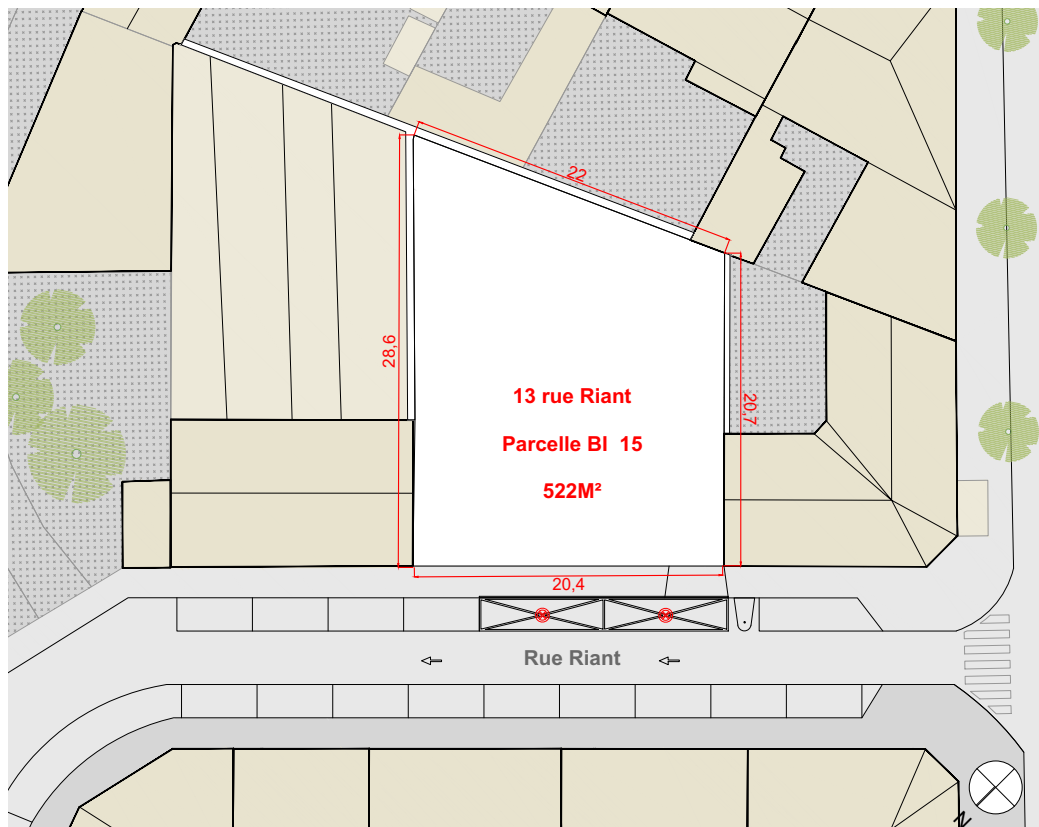 22
28,6
20,7
13 rue Riant
Parcelle BI 15
522M²
20,4
Rue Riant
N